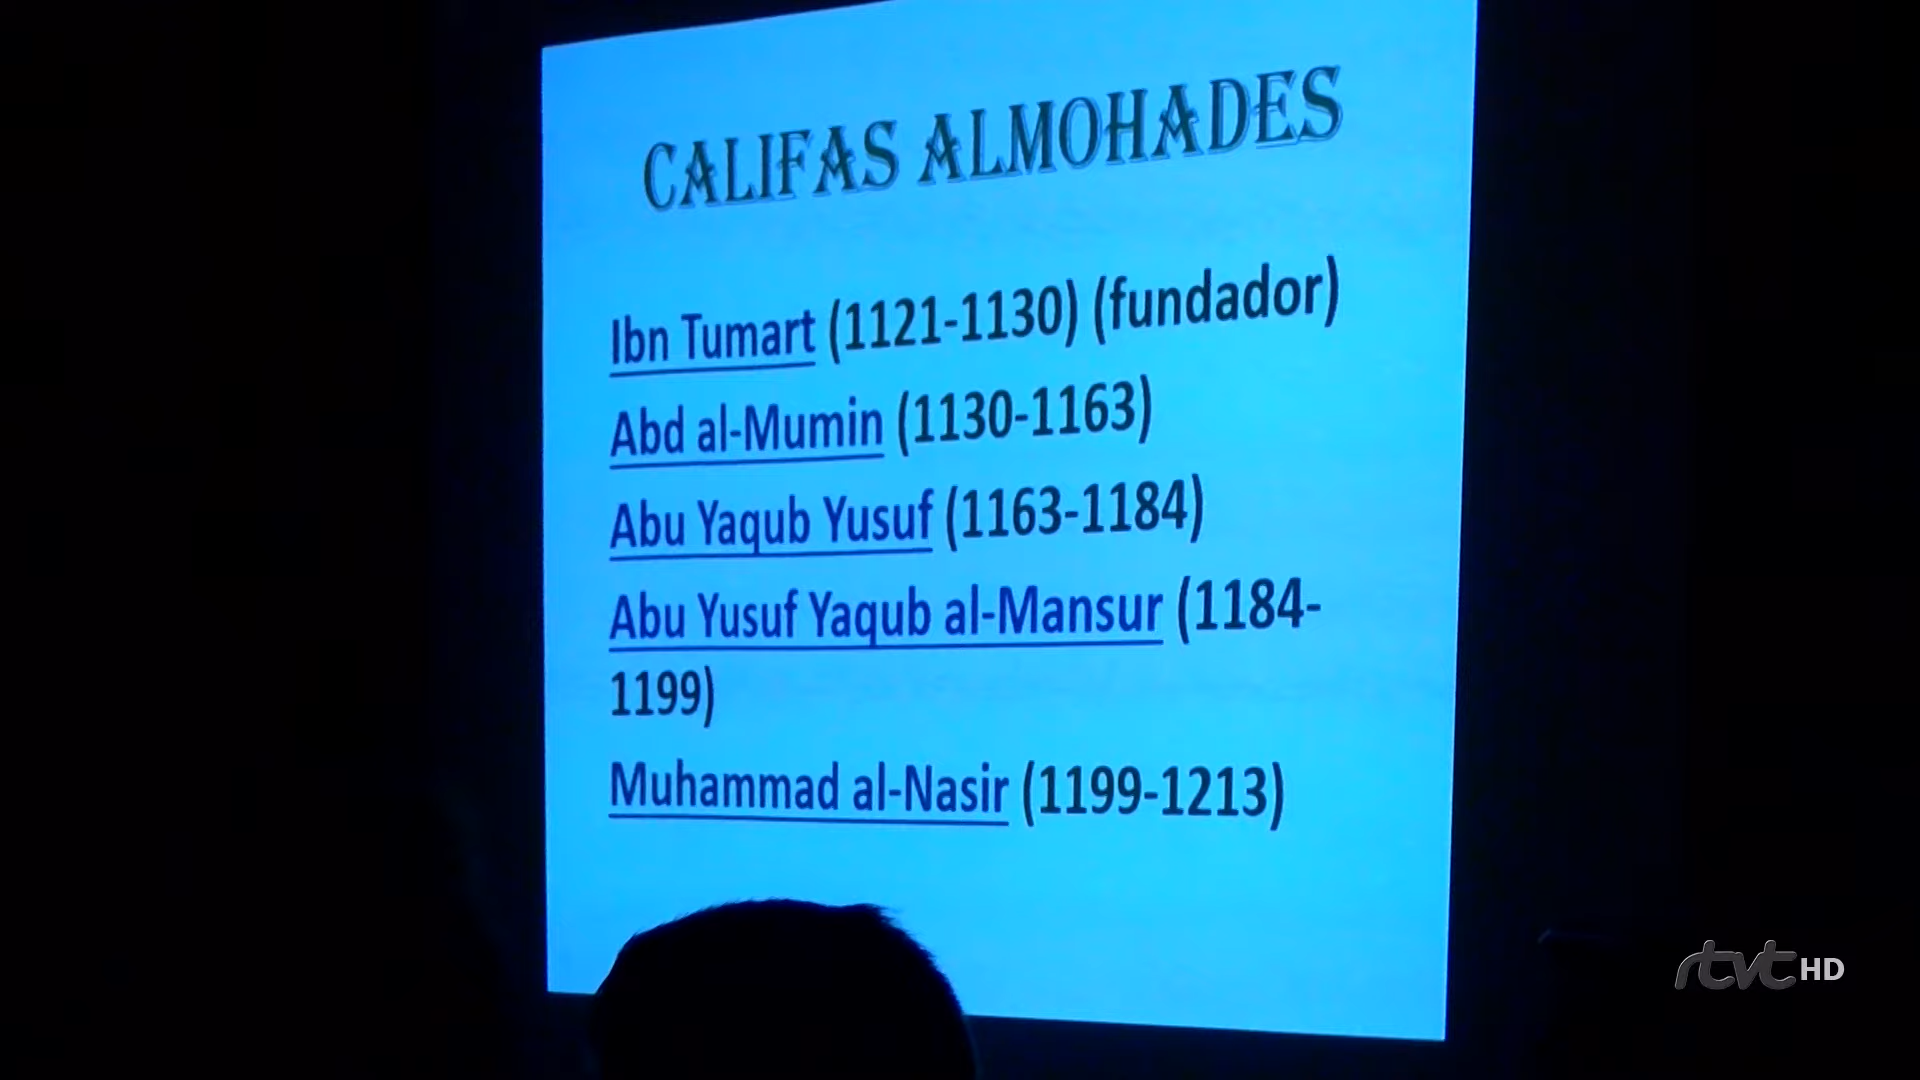 CALIFAS ALMOHADES
Ibn Tumart (1121-1130) (fundador)
Abd al-Mumin (1130-1163)
Abu Yaqub Yusuf (1163-1184)
Abu Yusuf Yaqub al-Mansur (1184-
1199)
Muhammad al-Nasir (1199-1213)
rtvt HD